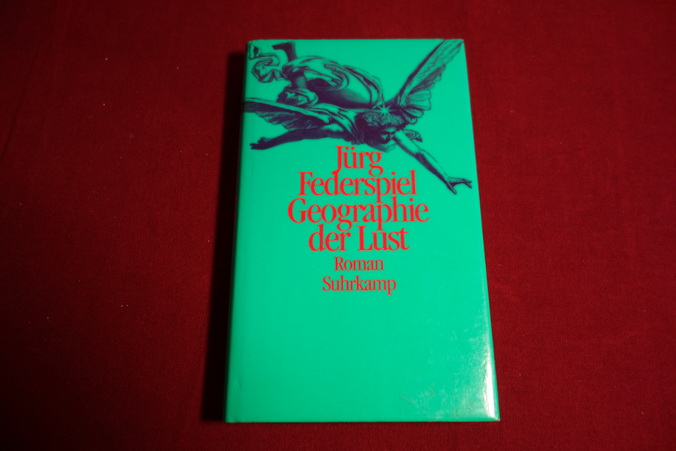 Jürg
Federspiel
Geographie
der Lust
Roman
Suhrkamp